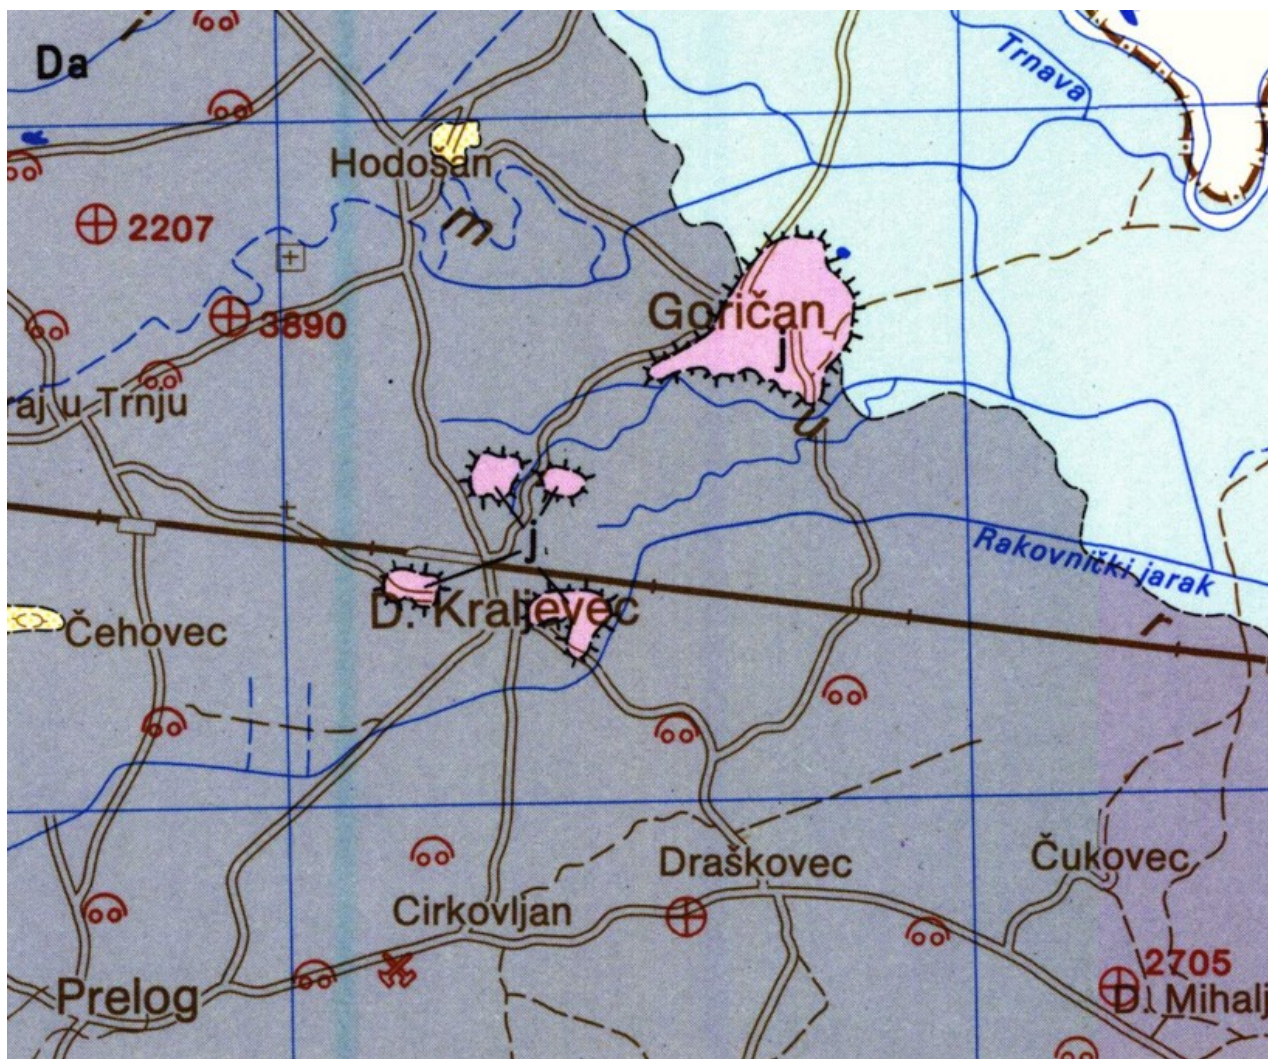 Da
Trnava
Hodošan
m
2207
3890
Goričan
j
raj u Trnju
u
j
Rakovnički jarak
D. Kraljevec
Čehovec
r
Draškovec
Čukovec
Cirkovljan
2705
Prelog
D. Mihalj